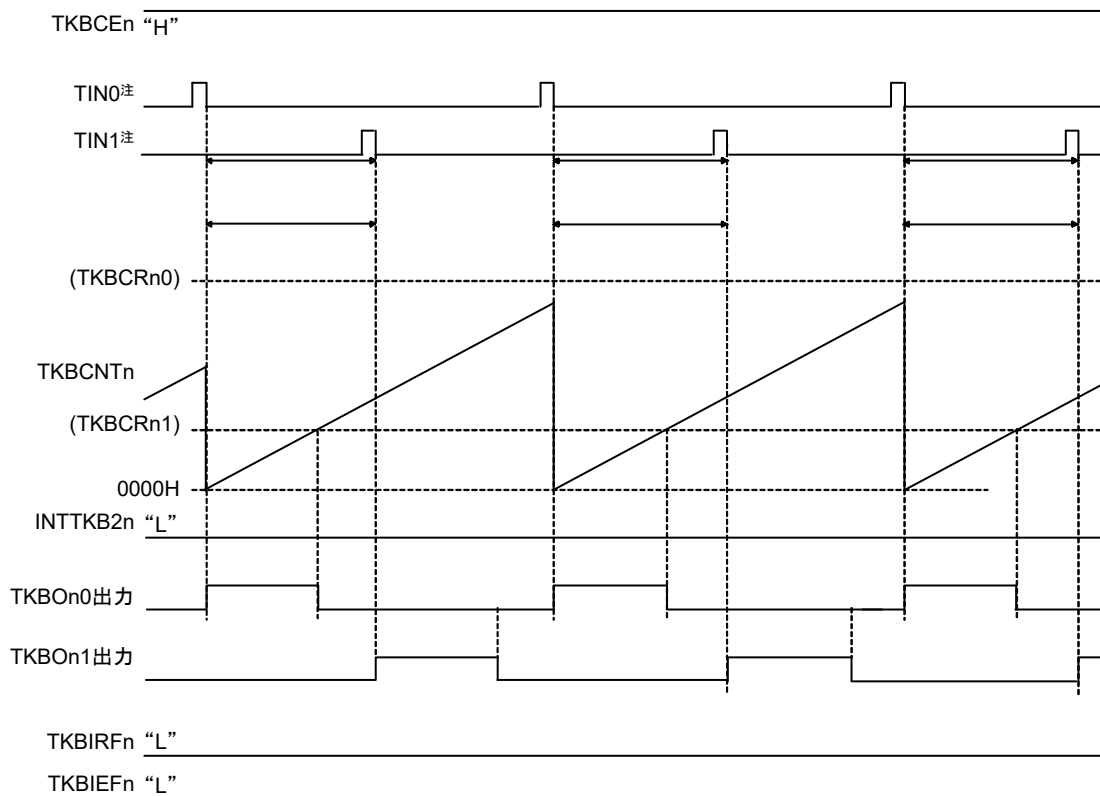 TKBCEn “H”
TIN0注
TIN1注
(TKBCRn0)
TKBCNTn
(TKBCRn1)
0000H
INTTKB2n “L”
TKBOn0出力
TKBOn1出力
TKBIRFn “L”
TKBIEFn “L”